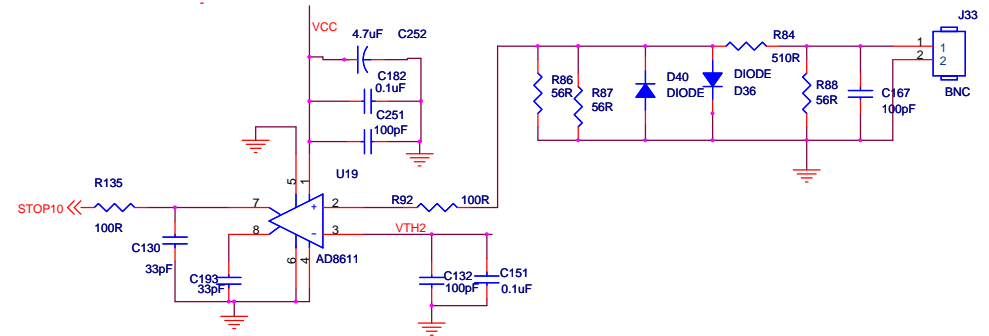 VCC
4.7uF
C252
C182
0.1uF
C251
100pF
R84
510R
J33
1
2
1
2
BNC
R86
56R
R87
56R
D40
DIODE
DIODE
D36
R88
56R
C167
100pF
U19
5
1
R135
STOP10
100R
7
8
+
-
2
3
R92
100R
VTH2
AD8611
6
4
C130
33pF
C193
33pF
C132
100pF
C151
0.1uF